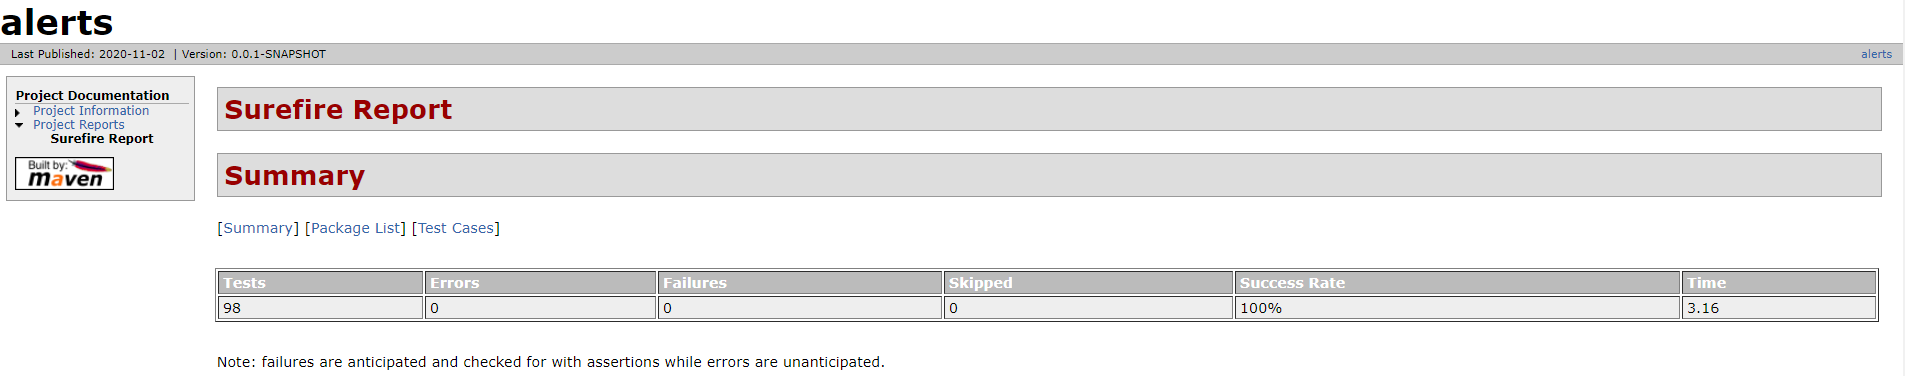 alerts
Last Published: 2020-11-02 | Version: 0.0.1-SNAPSHOT
alerts
Project Documentation
Project Information
Project Reports
Surefire Report
Built by:
maven
Surefire Report
Summary
[Summary] [Package List] [Test Cases]
Tests Errors Failures Skipped Success Rate Time
98 0 0 0 100% 3.16
Note: failures are anticipated and checked for with assertions while errors are unanticipated.